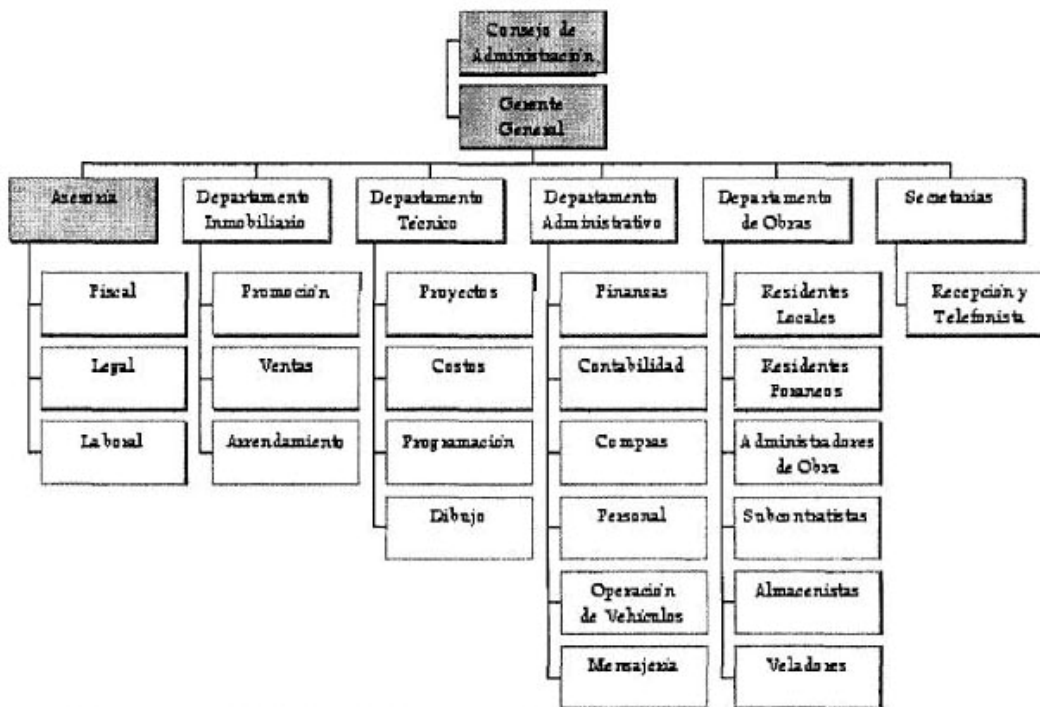 Consejo de
Administración
Gerente
General
Asesoría
Departamento
Inmobiliario
Departamento
Técnico
Departamento
Administrativo
Departamento
de Obras
Secretarias
Fiscal
Legal
Laboral
Promoción
Ventas
Arrendamiento
Proyectos
Costos
Programación
Dibujo
Finansas
Contabilidad
Compras
Personal
Operación
de Vehículos
Mensajería
Residentes
Locales
Residentes
Foraneos
Administradores
de Obra
Subcontratistas
Almacenistas
Veladores
Recepción y
Telefonista